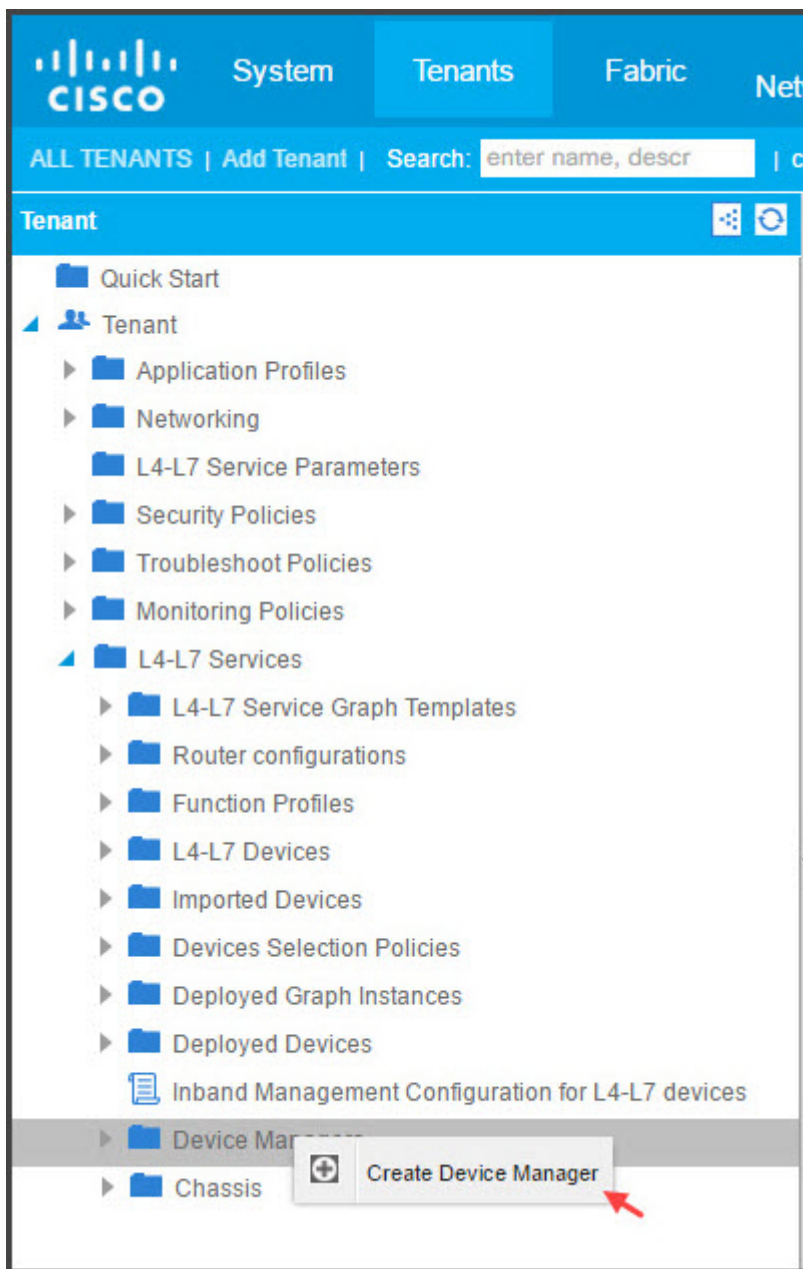 CISCO
System Tenants Fabric
ALL TENANTS | Add Tenant | Search: enter name, descr |
Tenant
Quick Start
Tenant
Application Profiles
Networking
L4-L7 Service Parameters
Security Policies
Troubleshoot Policies
Monitoring Policies
L4-L7 Services
L4-L7 Service Graph Templates
Router configurations
Function Profiles
L4-L7 Devices
Imported Devices
Devices Selection Policies
Deployed Graph Instances
Deployed Devices
Inband Management Configuration for L4-L7 devices
Device Managers
Create Device Manager
Chassis